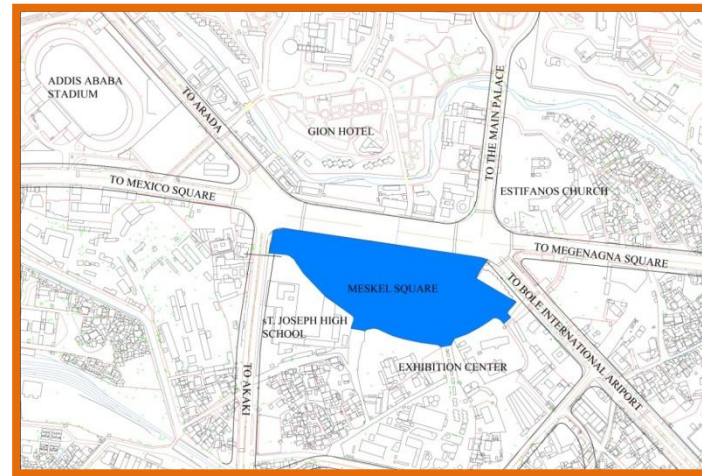 ADDIS ABABA
STADIUM
TO ARADA
GION HOTEL
TO THE MAIN PALACE
TO MEXICO SQUARE
ESTIFANOS CHURCH
TO MEGENAGNA SQUARE
MESKEL SQUARE
TO BOLE INTERNATIONAL ARIPORT
sT. JOSEPH HIGH
SCHOOL
EXHIBITION CENTER
TO AKAKI